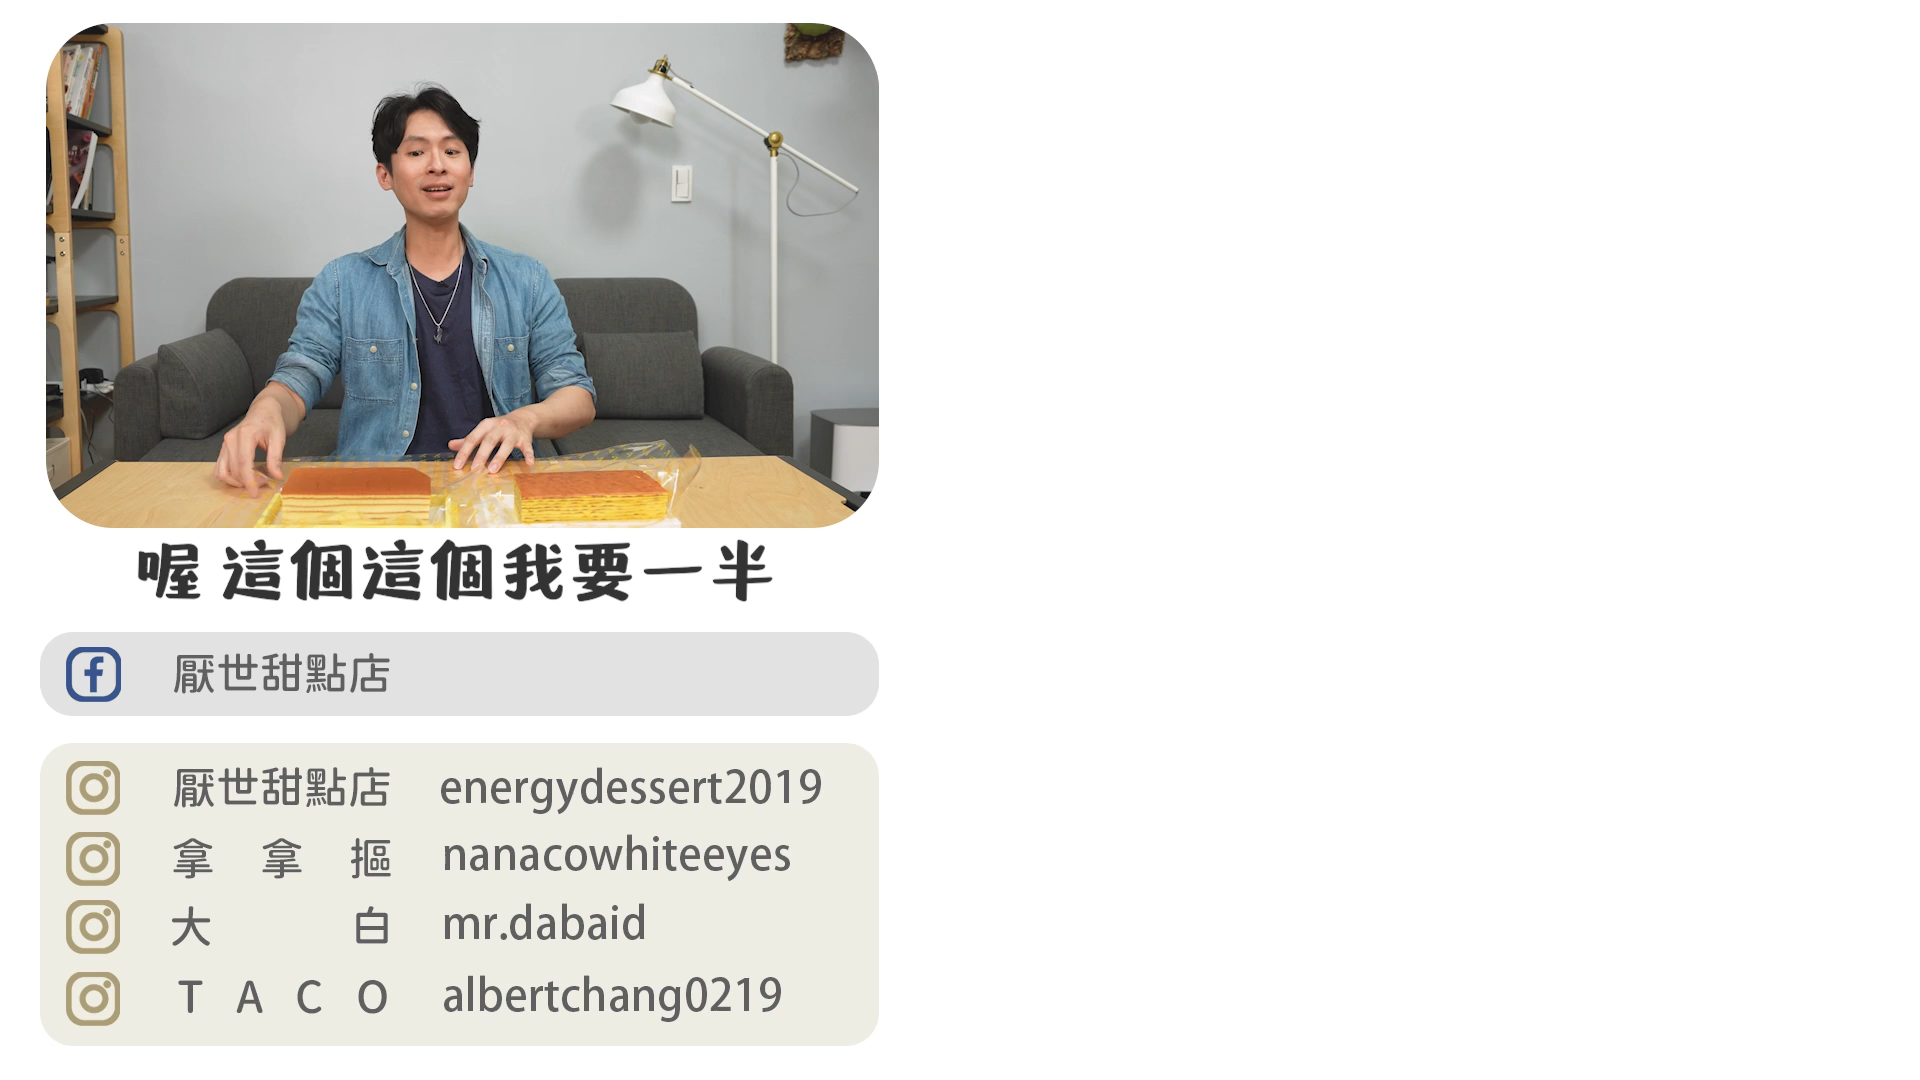 喔 這個這個我要一半
厭世甜點店
厭世甜點店 energydessert2019
拿拿摳 nanacowhiteeyes
大白 mr.dabaid
TACO albertchang0219